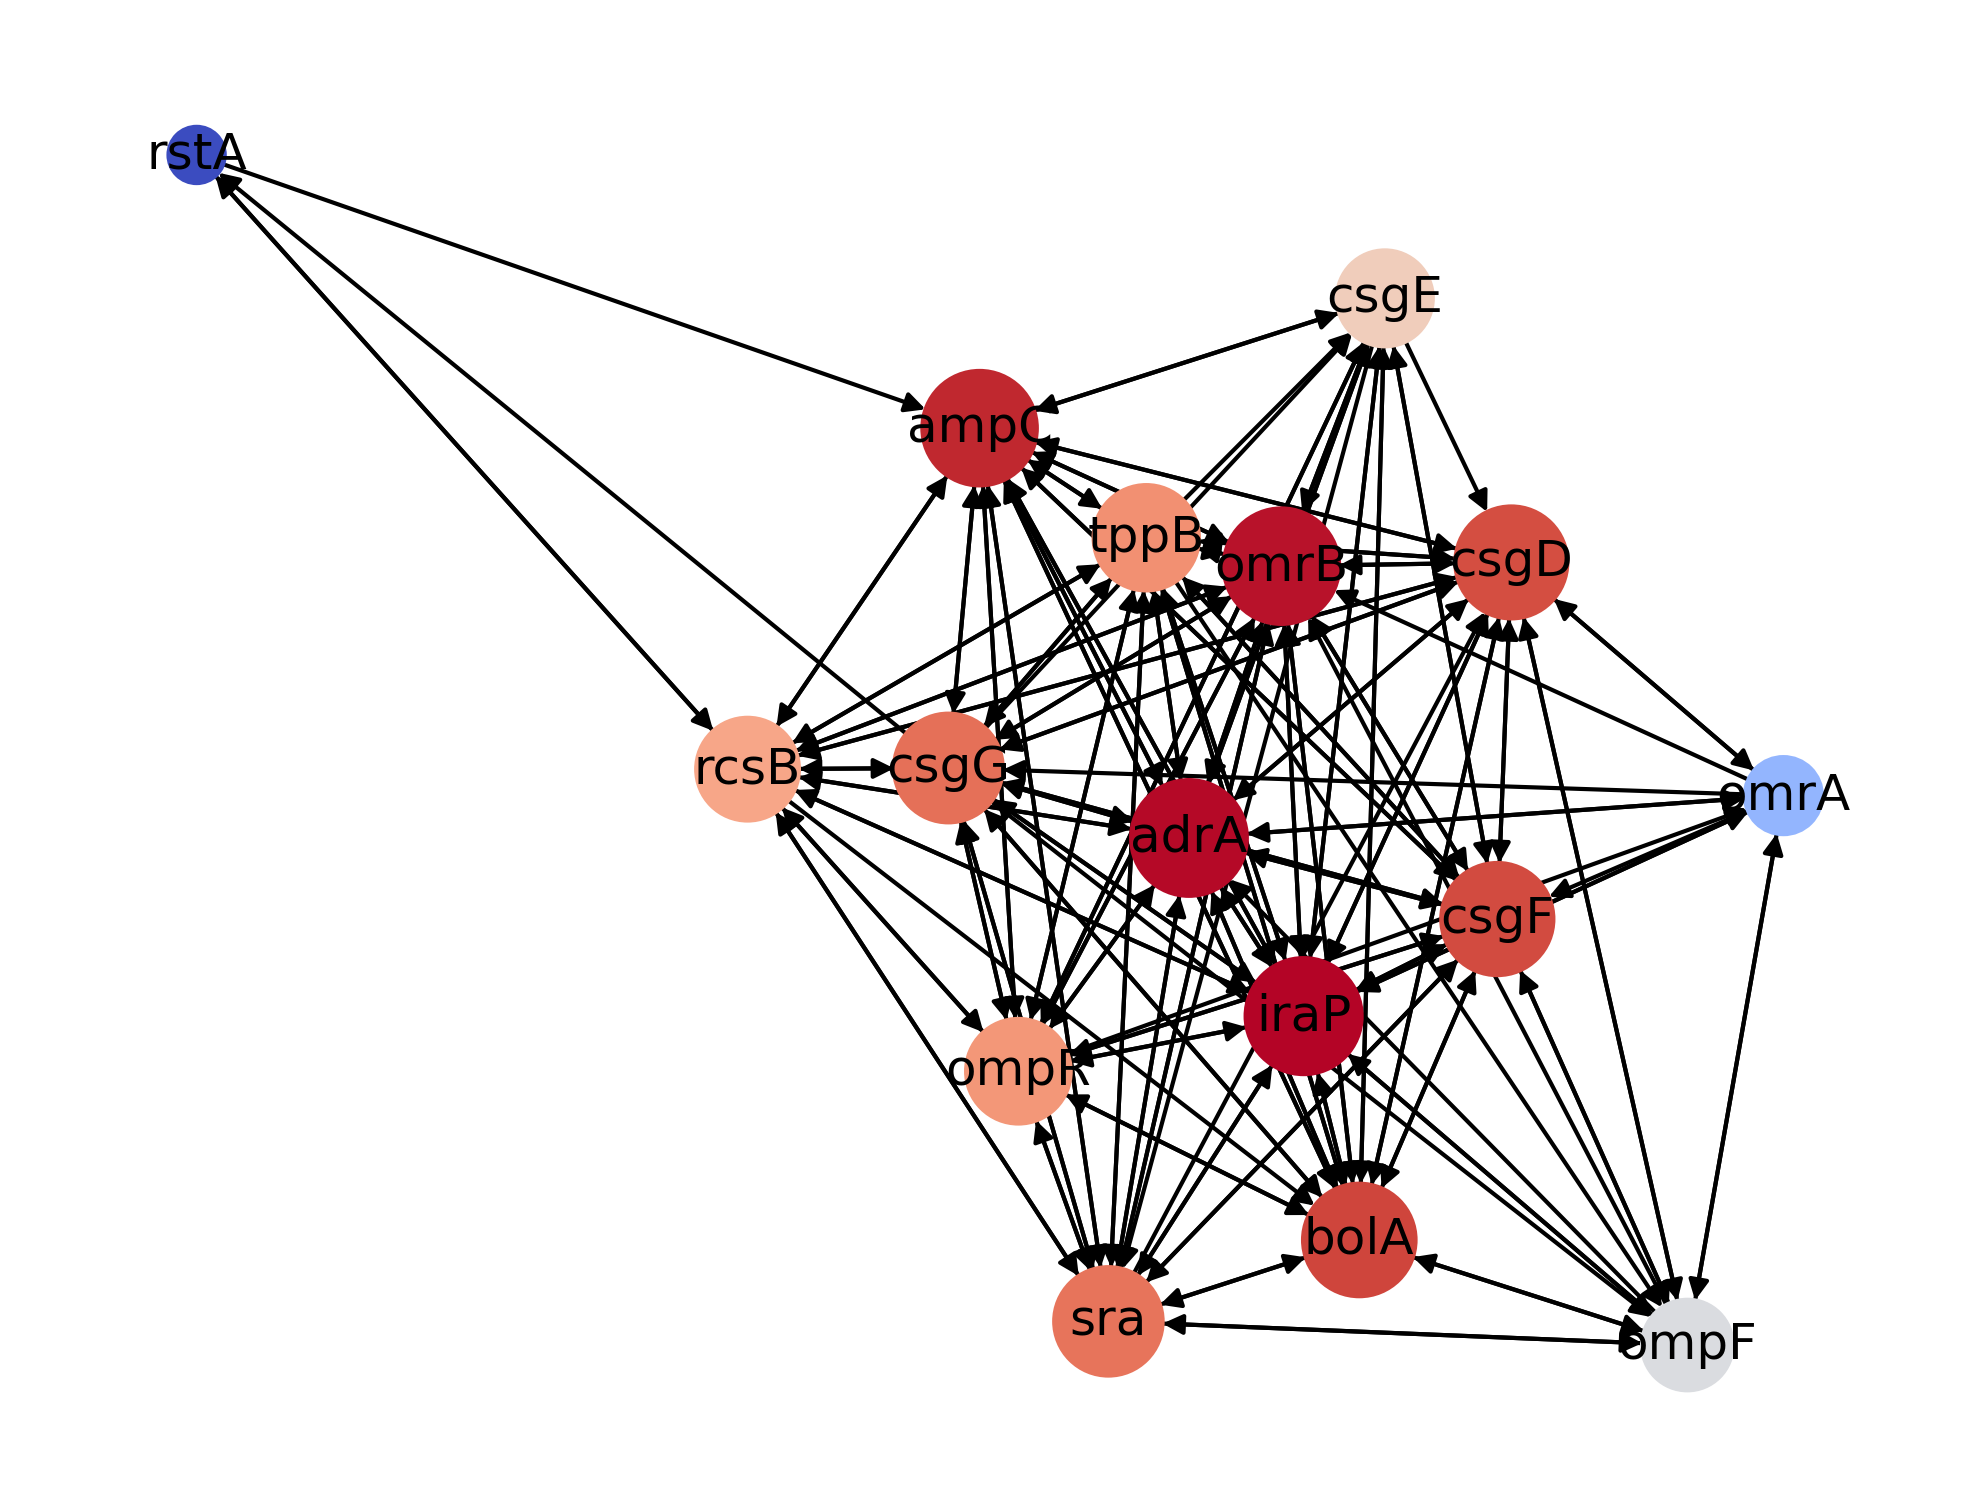 rstA
csgE
ampC
tppB
omrB
csgD
rcsB
csgG
omrA
adrA
csgF
iraP
ompR
bolA
sra
ompF